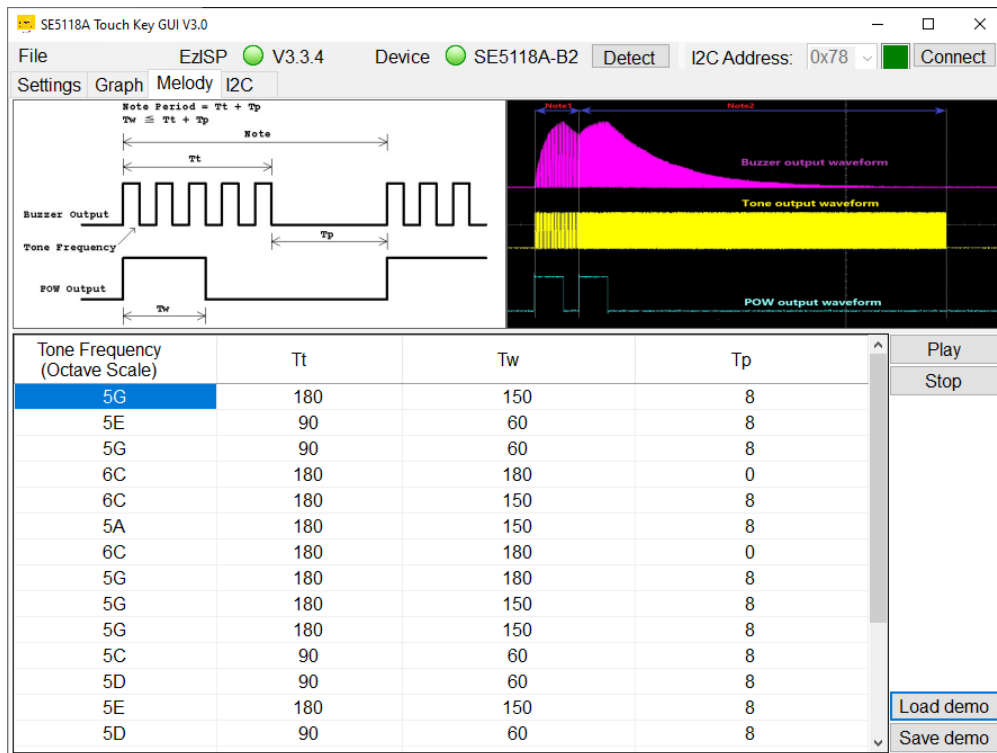 SE5118A Touch Key GUI V3.0
File EzISP V3.3.4 Device SE5118A-B2 Detect I2C Address: 0x78 Connect
Settings Graph Melody I2C
Note Period = Tt + Tp
Tw ≦ Tt + Tp
Note
Tt
Buzzer Output
Tp
Tone Frequency
POW Output
Tw
Note1 Note2
Buzzer output waveform
Tone output waveform
POW output waveform
Tone Frequency
(Octave Scale) Tt Tw Tp
5G 180 150 8
5E 90 60 8
5G 90 60 8
6C 180 180 0
6C 180 150 8
5A 180 150 8
6C 180 180 0
5G 180 180 8
5G 180 150 8
5G 180 150 8
5C 90 60 8
5D 90 60 8
5E 180 150 8
5D 90 60 8
Play
Stop
Load demo
Save demo